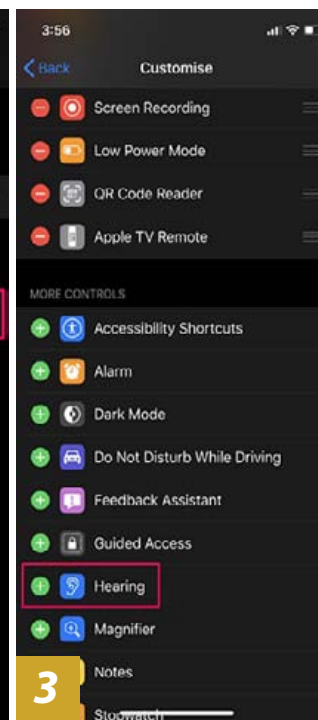 3:56
Back Customise
Screen Recording
Low Power Mode
QR Code Reader
Apple TV Remote
MORE CONTROLS
Accessibility Shortcuts
Alarm
Dark Mode
Do Not Disturb While Driving
Feedback Assistant
Guided Access
Hearing
Magnifier
Notes
3
Stopwatch